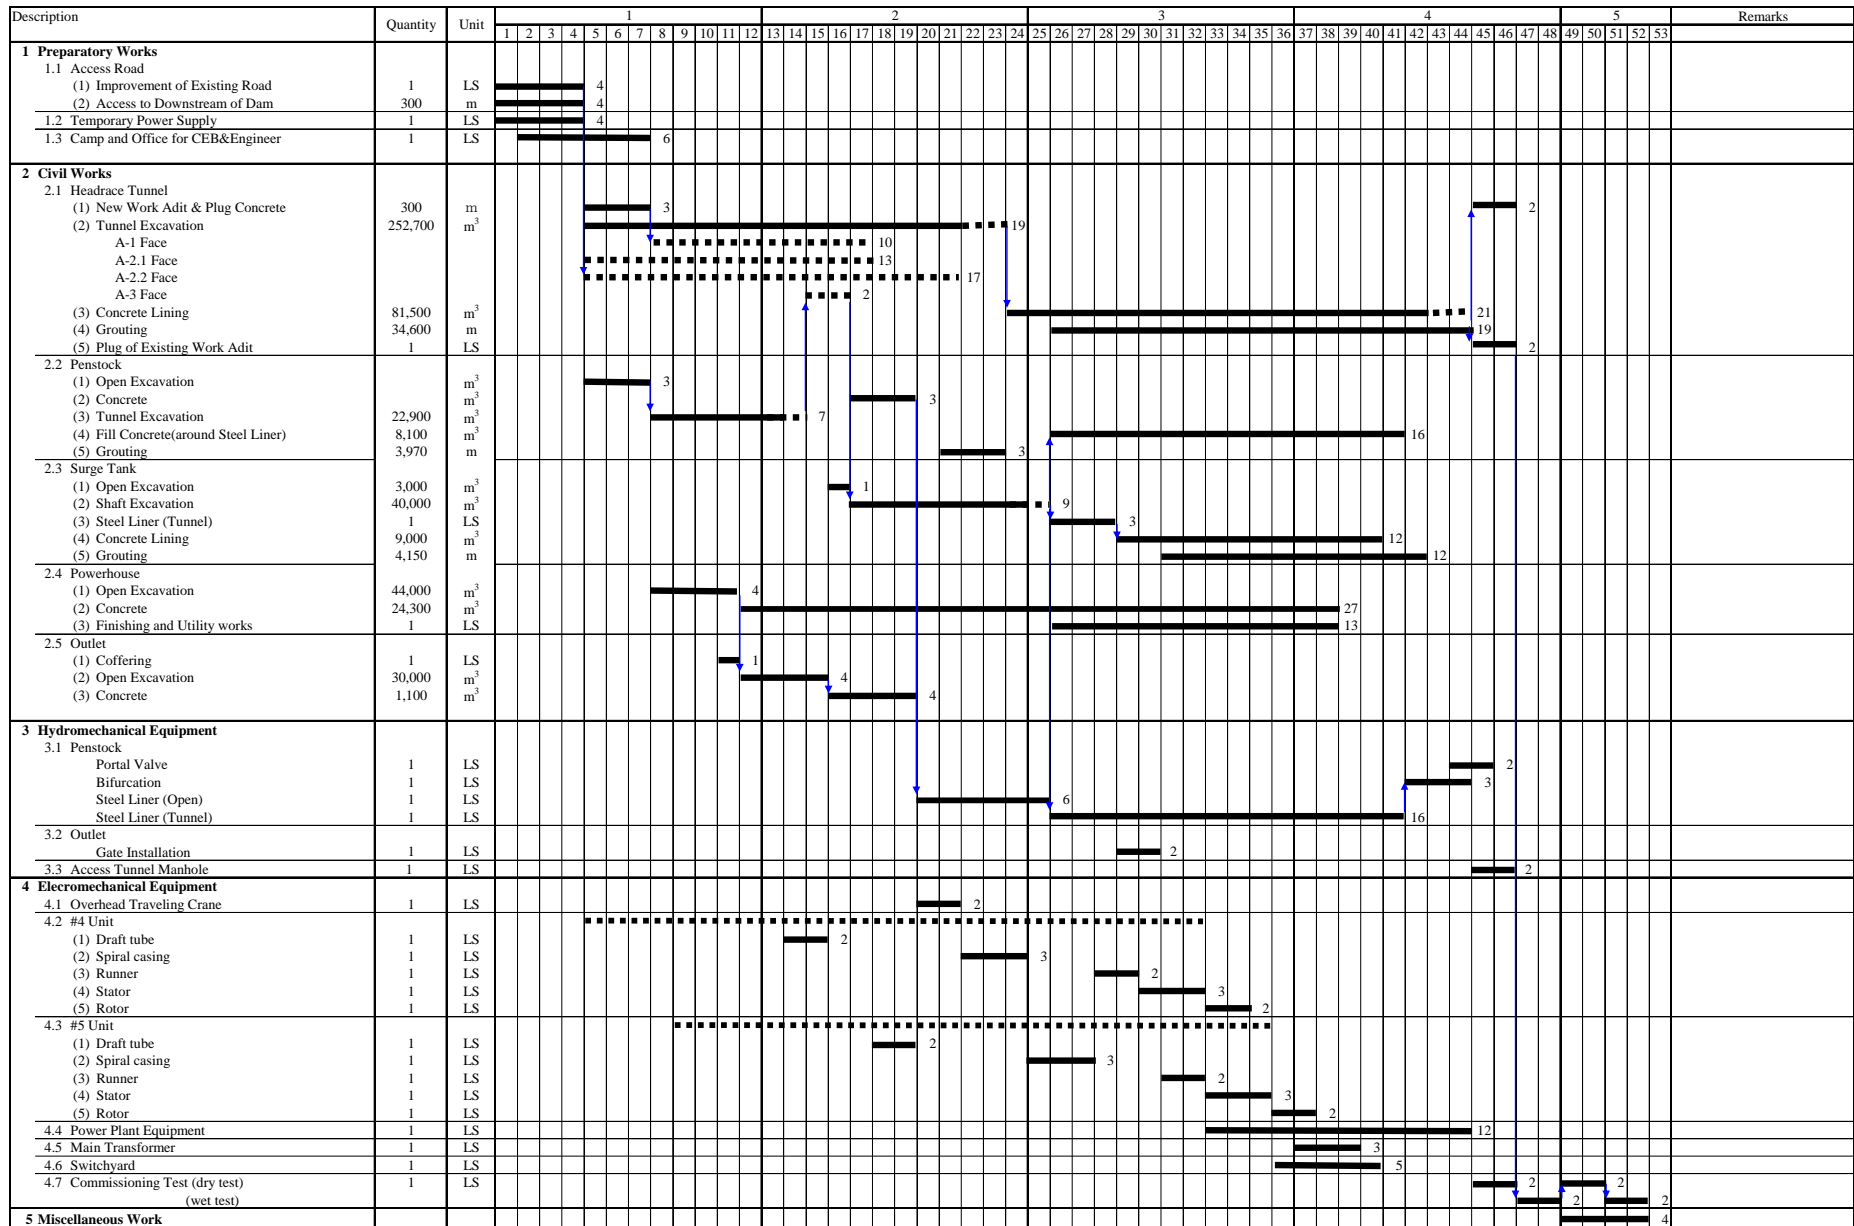 Description Quantity Unit 1 2 3 4 5 Remarks
1 2 3 4 5 6 7 8 9 10 11 12 13 14 15 16 17 18 19 20 21 22 23 24 25 26 27 28 29 30 31 32 33 34 35 36 37 38 39 40 41 42 43 44 45 46 47 48 49 50 51 52 53
1 Preparatory Works
1.1 Access Road
(1) Improvement of Existing Road 1 LS 4
(2) Access to Downstream of Dam 300 m 4
1.2 Temporary Power Supply 1 LS 4
1.3 Camp and Office for CEB&Engineer 1 LS 6
2 Civil Works
2.1 Headrace Tunnel
(1) New Work Adit & Plug Concrete 300 m 3 2
(2) Tunnel Excavation 252,700 m³ 19
A-1 Face 10
A-2.1 Face 13
A-2.2 Face 17
A-3 Face 2
(3) Concrete Lining 81,500 m³ 21
(4) Grouting 34,600 m 19
(5) Plug of Existing Work Adit 1 LS 2
2.2 Penstock
(1) Open Excavation m³ 3
(2) Concrete m³ 3
(3) Tunnel Excavation 22,900 m³ 7
(4) Fill Concrete(around Steel Liner) 8,100 m³ 16
(5) Grouting 3,970 m 3
2.3 Surge Tank
(1) Open Excavation 3,000 m³ 1
(2) Shaft Excavation 40,000 m³ 9
(3) Steel Liner (Tunnel) 1 LS 3
(4) Concrete Lining 9,000 m³ 12
(5) Grouting 4,150 m 12
2.4 Powerhouse
(1) Open Excavation 44,000 m³ 4
(2) Concrete 24,300 m³ 27
(3) Finishing and Utility works 1 LS 13
2.5 Outlet
(1) Coffering 1 LS 1
(2) Open Excavation 30,000 m³ 4
(3) Concrete 1,100 m³ 4
3 Hydromechanical Equipment
3.1 Penstock
Portal Valve 1 LS 2
Bifurcation 1 LS 3
Steel Liner (Open) 1 LS 6
Steel Liner (Tunnel) 1 LS 16
3.2 Outlet
Gate Installation 1 LS 2
3.3 Access Tunnel Manhole 1 LS 2
4 Elecromechanical Equipment
4.1 Overhead Traveling Crane 1 LS 2
4.2 #4 Unit
(1) Draft tube 1 LS 2
(2) Spiral casing 1 LS 3
(3) Runner 1 LS 2
(4) Stator 1 LS 3
(5) Rotor 1 LS 2
4.3 #5 Unit
(1) Draft tube 1 LS 2
(2) Spiral casing 1 LS 3
(3) Runner 1 LS 2
(4) Stator 1 LS 3
(5) Rotor 1 LS 2
4.4 Power Plant Equipment 1 LS 12
4.5 Main Transformer 1 LS 3
4.6 Switchyard 1 LS 5
4.7 Commissioning Test (dry test) 1 LS 2 2
(wet test) 2 2
5 Miscellaneous Work 4